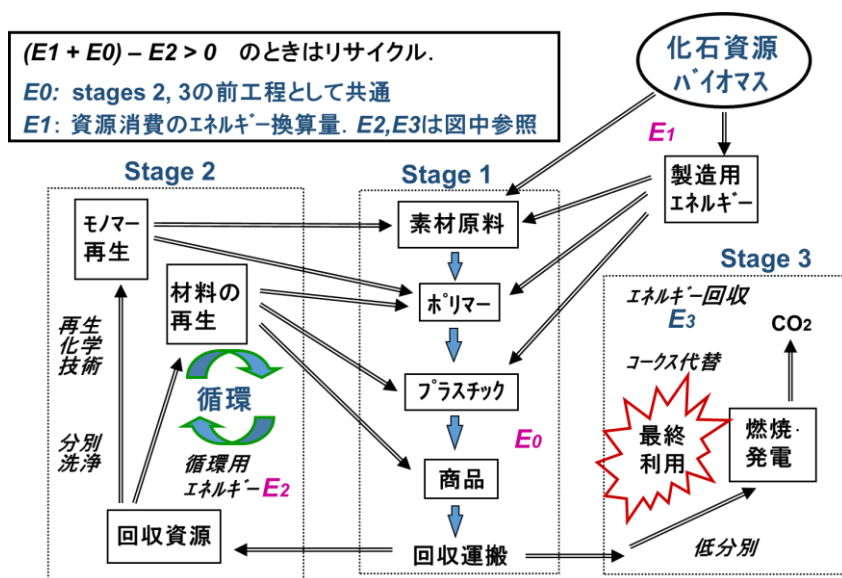 (E1 + E0) – E2 > 0 のときはリサイクル.
E0: stages 2, 3の前工程として共通
E1: 資源消費のエネルギー換算量. E2,E3は図中参照
化石資源
バイオマス
E1
製造用
エネルギー
Stage 2
モノマー
再生
材料の
再生
再生
化学
技術
循環
分別
洗浄
循環用
エネルギーE2
回収資源
Stage 1
素材原料
ポリマー
プラスチック
E0
商品
回収運搬
Stage 3
エネルギー回収
E3
CO2
コークス代替
最終
利用
燃焼・
発電
低分別